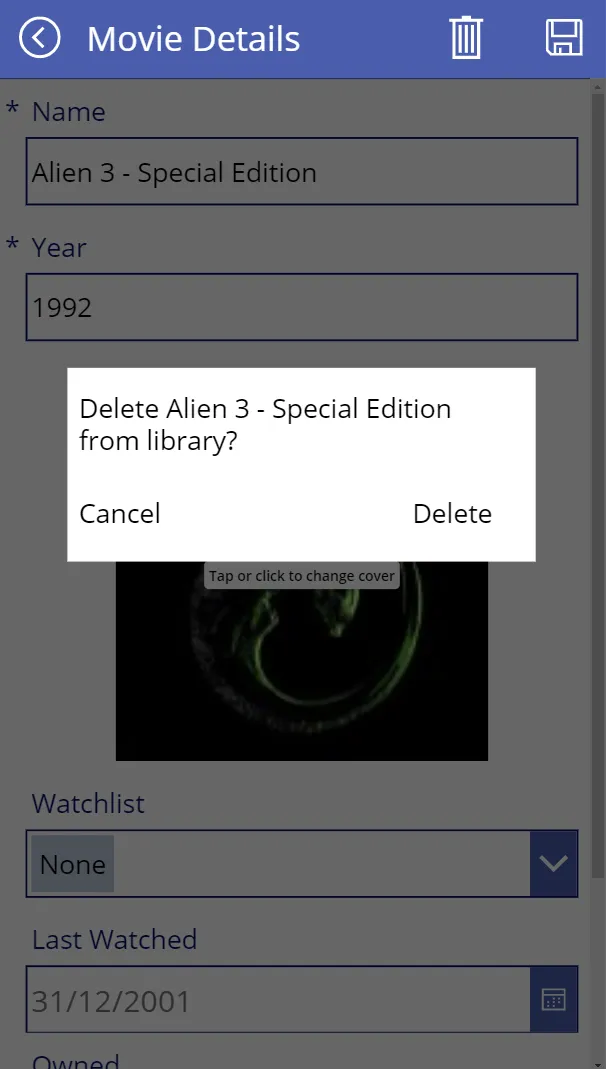 Movie Details
* Name
Alien 3 - Special Edition
* Year
1992
Delete Alien 3 - Special Edition
from library?
Cancel Delete
Tap or click to change cover
Watchlist
None
Last Watched
31/12/2001
Owned